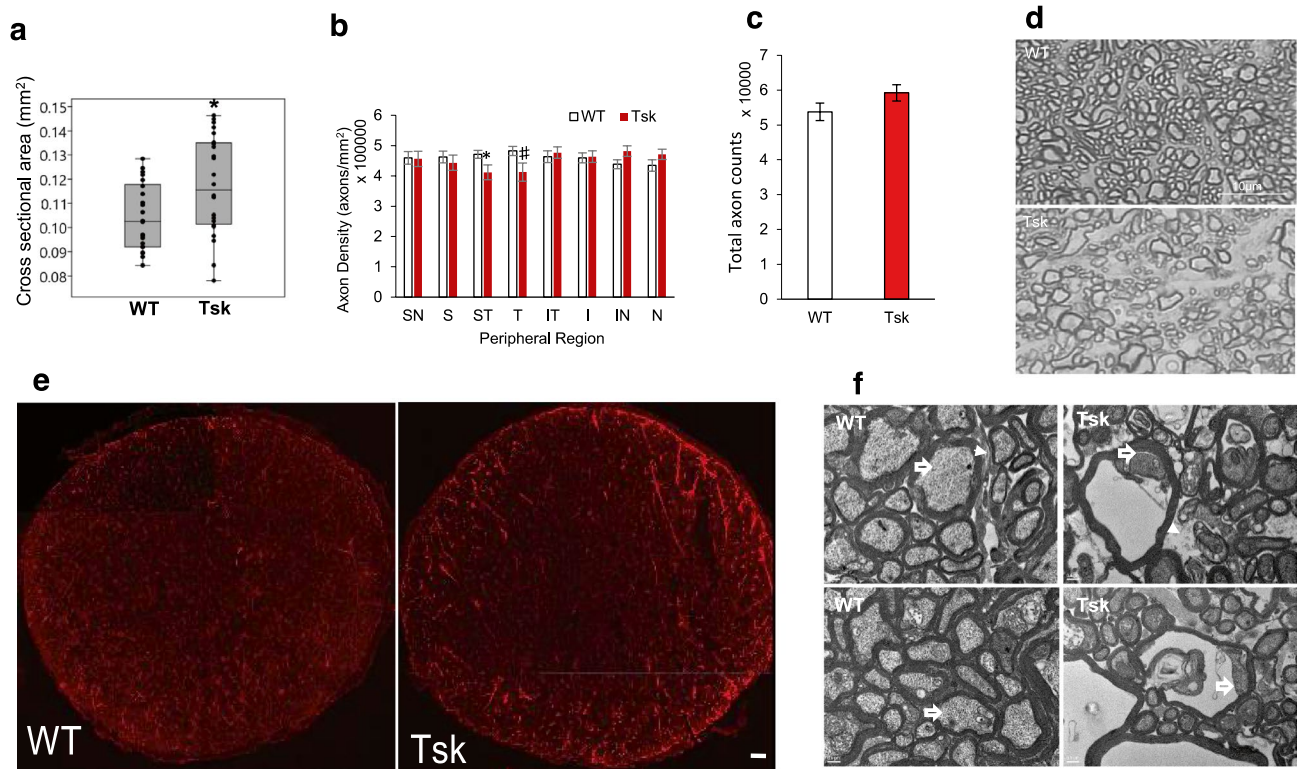 a
Cross sectional area (mm²)
0.15
0.14
0.13
0.12
0.11
0.10
0.09
0.08
*
WT
Tsk
b
Axon Density (axons/mm²)
x 100000
6
5
4
3
2
1
0
WT
Tsk
*
#
SN S ST T IT I IN N
Peripheral Region
c
Total axon counts
x 10000
7
6
5
4
3
2
1
0
WT
Tsk
d
WT
10µm
Tsk
e
WT
Tsk
f
WT
Tsk
WT
Tsk